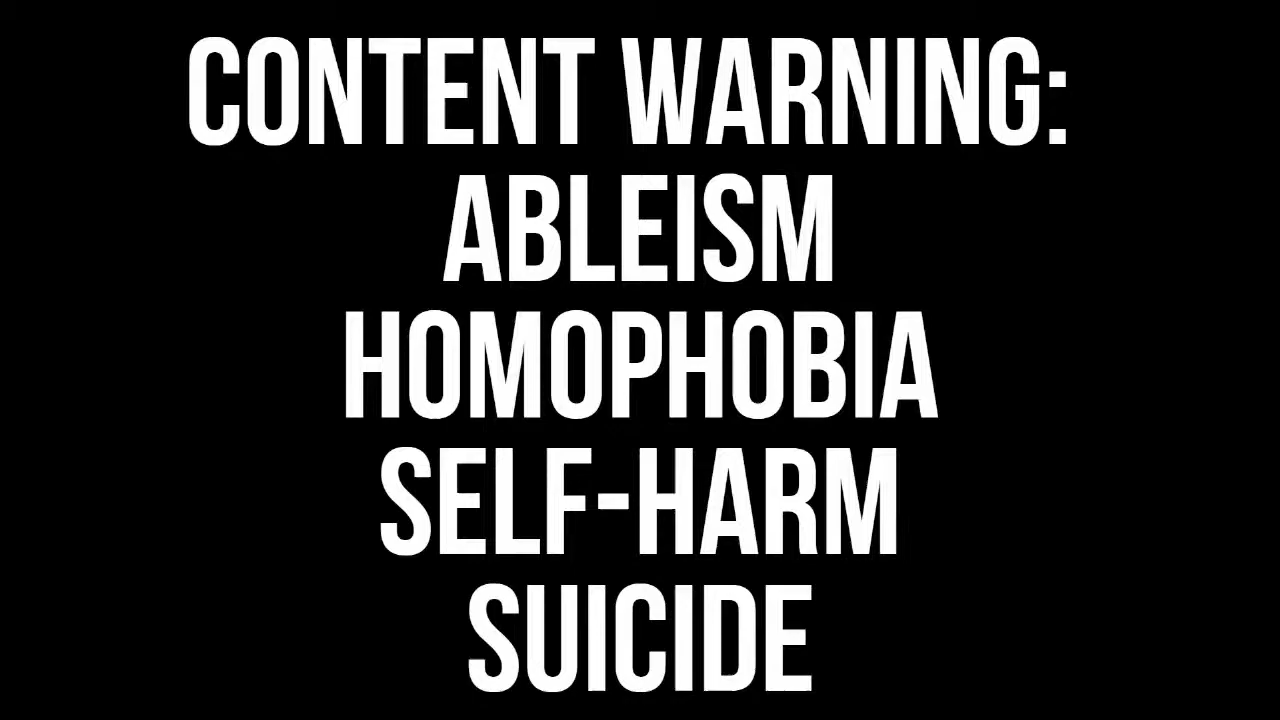 CONTENT WARNING:
ABLEISM
HOMOPHOBIA
SELF-HARM
SUICIDE